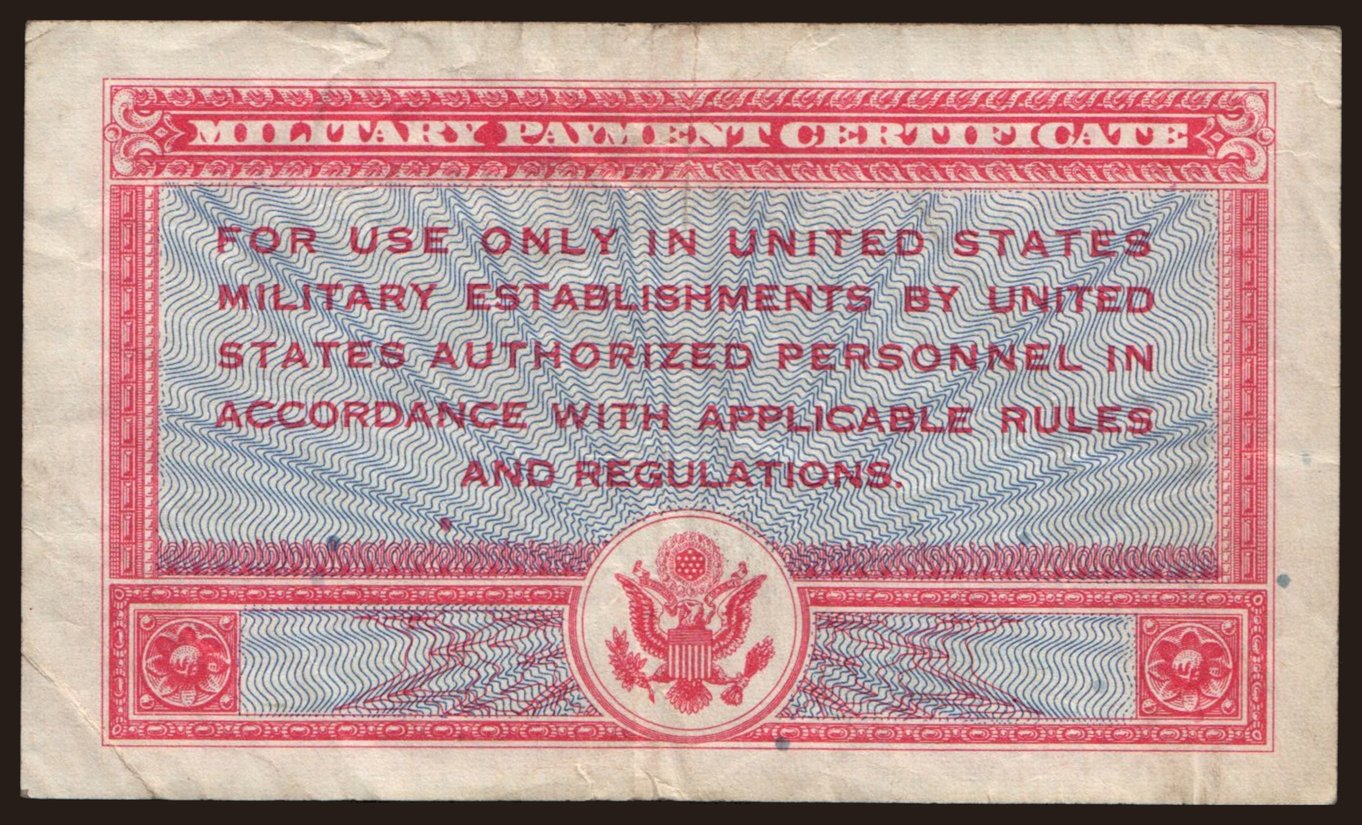 MILITARY PAYMENT CERTIFICATE
FOR USE ONLY IN UNITED STATES
MILITARY ESTABLISHMENTS BY UNITED
STATES AUTHORIZED PERSONNEL IN
ACCORDANCE WITH APPLICABLE RULES
AND REGULATIONS.